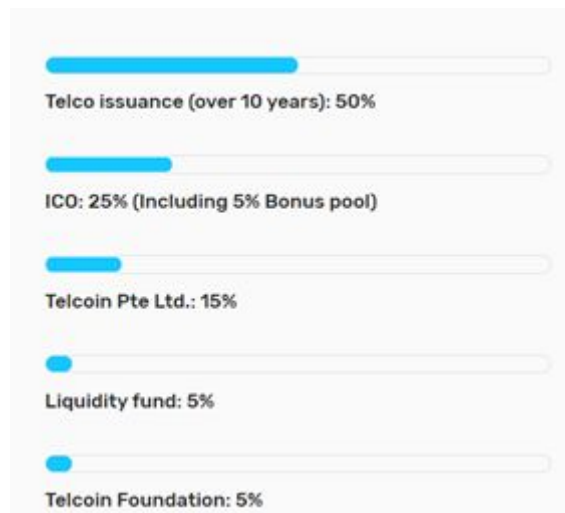 Telco issuance (over 10 years): 50%
ICO: 25% (Including 5% Bonus pool)
Telcoin Pte Ltd.: 15%
Liquidity fund: 5%
Telcoin Foundation: 5%